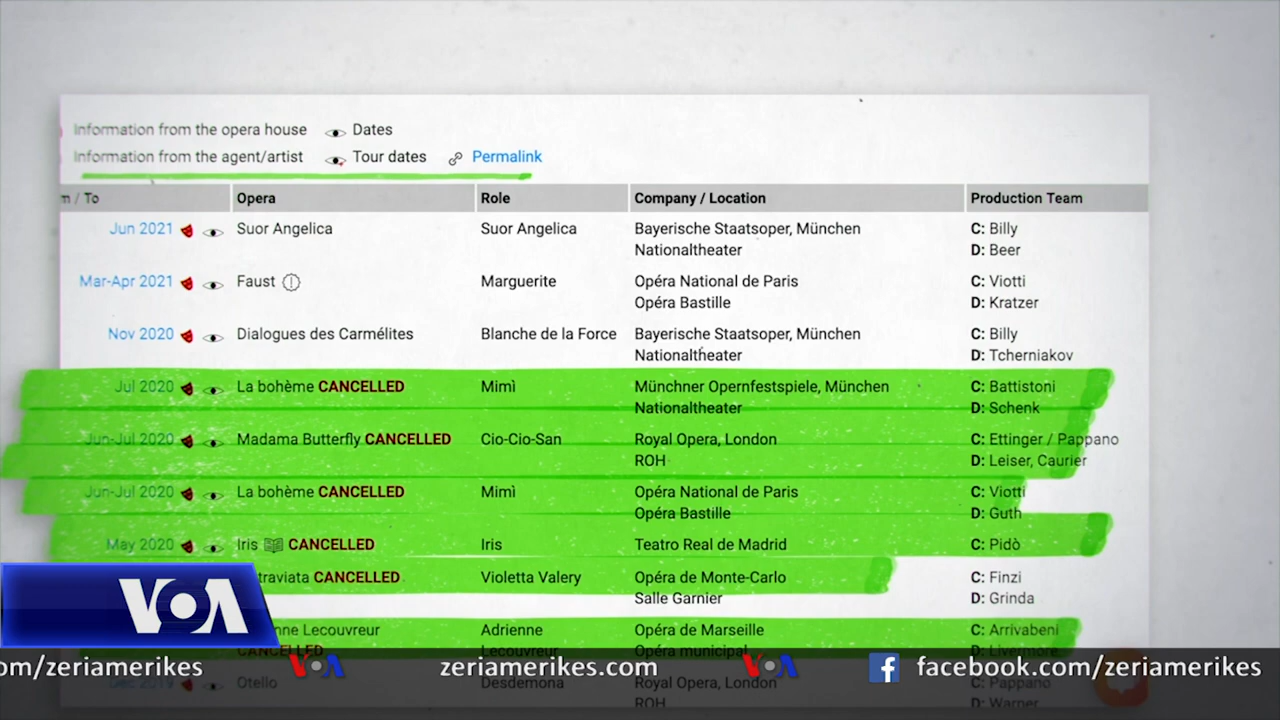 Information from the opera house Dates
Information from the agent/artist Tour dates Permalink
m / To Opera Role Company / Location Production Team
Jun 2021 Suor Angelica Suor Angelica Bayerische Staatsoper, München C: Billy
Nationaltheater D: Beer
Mar-Apr 2021 Faust Marguerite Opéra National de Paris C: Viotti
Opéra Bastille D: Kratzer
Nov 2020 Dialogues des Carmélites Blanche de la Force Bayerische Staatsoper, München C: Billy
Nationaltheater D: Tcherniakov
Jul 2020 La bohème CANCELLED Mimì Münchner Opernfestspiele, München C: Battistoni
Nationaltheater D: Schenk
Jun-Jul 2020 Madama Butterfly CANCELLED Cio-Cio-San Royal Opera, London C: Ettinger / Pappano
ROH D: Leiser, Caurier
Jun-Jul 2020 La bohème CANCELLED Mimì Opéra National de Paris C: Viotti
Opéra Bastille D: Guth
May 2020 Iris CANCELLED Iris Teatro Real de Madrid C: Pidò
traviata CANCELLED Violetta Valery Opéra de Monte-Carlo C: Finzi
Salle Garnier D: Grinda
nne Lecouvreur Adrienne Opéra de Marseille C: Arrivabeni
CANCELLED Lecouvreur Opéra municipal D: Livermore
Dec 2019 Otello Desdemona Royal Opera, London C: Pappano
ROH D: Warner
VOA
om/zeriamerikes VOA zeriamerikes.com VOA facebook.com/zeriamerikes